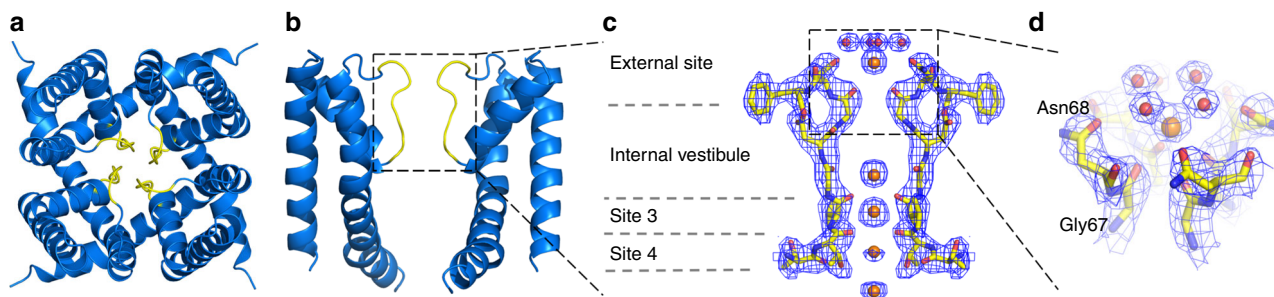 a
b
c
d
External site
Internal vestibule
Site 3
Site 4
Asn68
Gly67